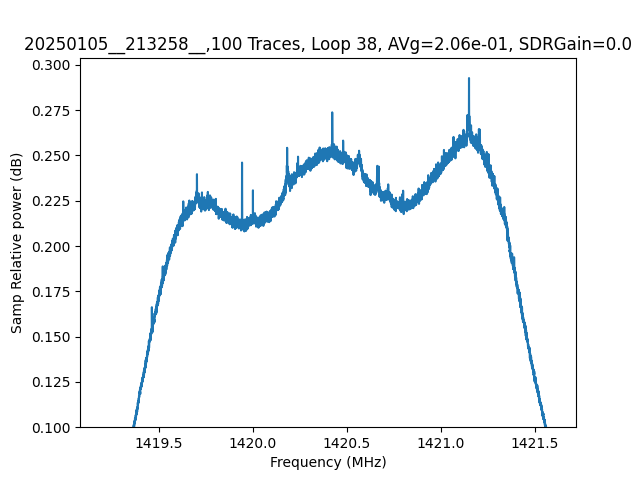 20250105__213258__,100 Traces, Loop 38, AVg=2.06e-01, SDRGain=0.0
0.300
0.275
0.250
0.225
0.200
0.175
0.150
0.125
0.100
Samp Relative power (dB)
1419.5 1420.0 1420.5 1421.0 1421.5
Frequency (MHz)